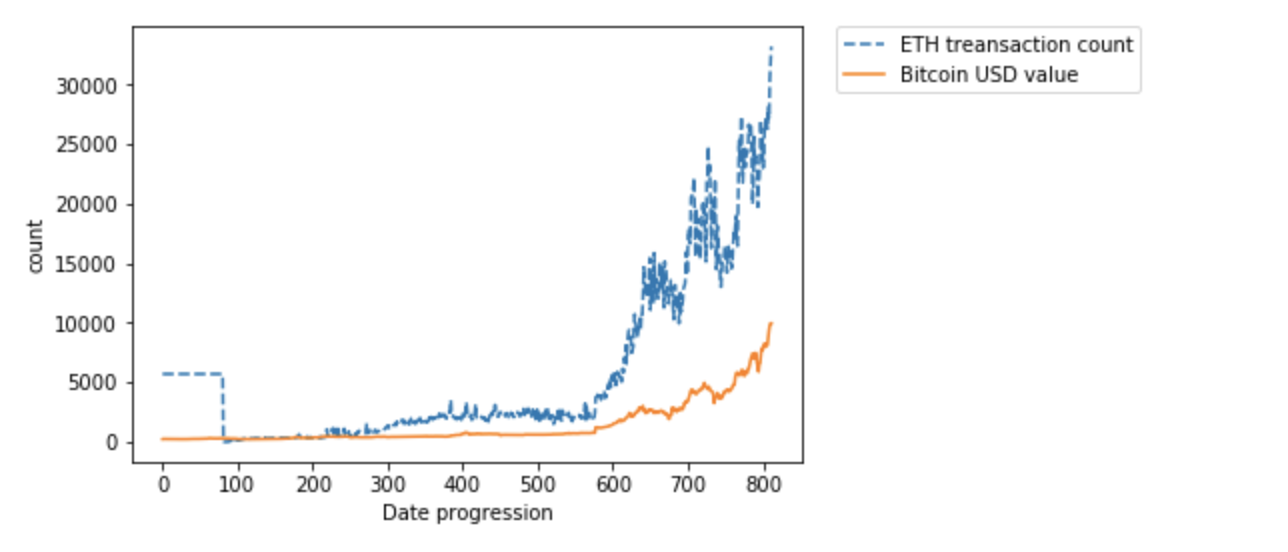 ETH treansaction count
Bitcoin USD value
30000
25000
20000
15000
10000
5000
0
count
0 100 200 300 400 500 600 700 800
Date progression